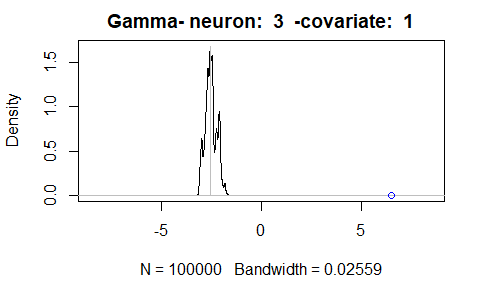 Gamma- neuron: 3 -covariate: 1
Density
1.5
1.0
0.5
0.0
-5 0 5
N = 100000 Bandwidth = 0.02559